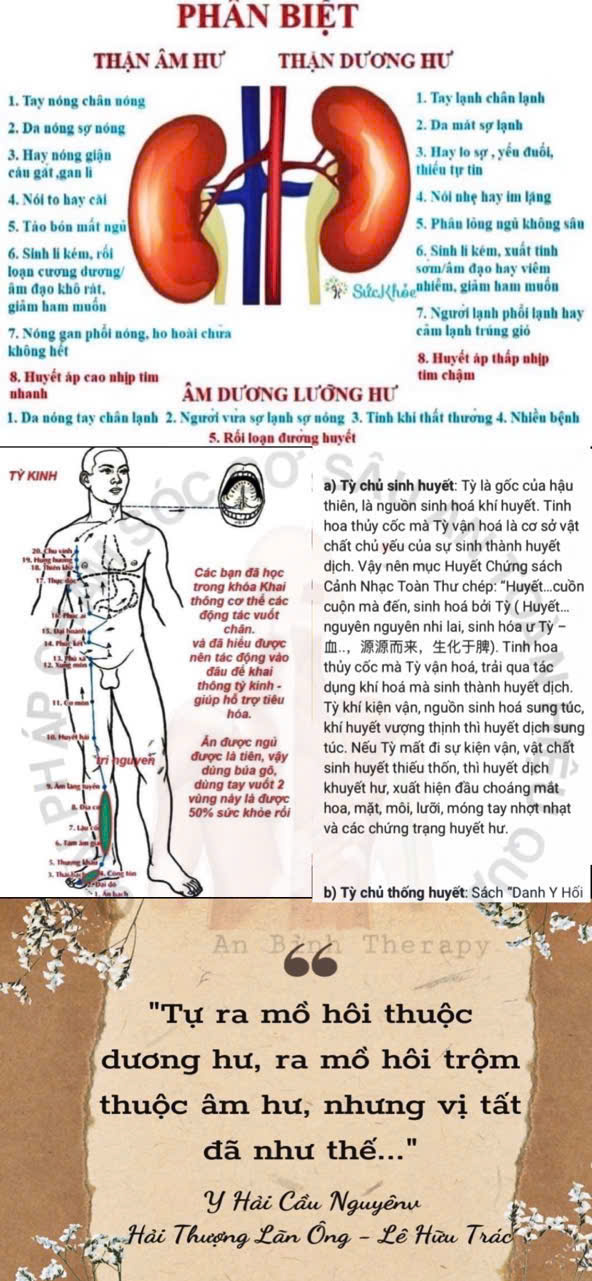 PHÂN BIỆT
THẬN ÂM HƯ
1. Tay nóng chân nóng
2. Da nóng sợ nóng
3. Hay nóng giận
cáu gắt ,gan lì
4. Nói to hay cãi
5. Táo bón mất ngủ
6. Sinh lí kém, rối
loạn cương dương/
âm đạo khô rát,
giảm ham muốn
7. Nóng gan phổi nóng, ho hoài chữa
không hết
8. Huyết áp cao nhịp tim
nhanh
THẬN DƯƠNG HƯ
1. Tay lạnh chân lạnh
2. Da mát sợ lạnh
3. Hay lo sợ , yếu đuối,
thiếu tự tin
4. Nói nhẹ hay im lặng
5. Phân lỏng ngủ không sâu
6. Sinh lí kém, xuất tinh
sớm/âm đạo hay viêm
nhiễm, giảm ham muốn
7. Người lạnh phổi lạnh hay
cảm lạnh trúng gió
8. Huyết áp thấp nhịp
tim chậm
SứcKhỏe
ÂM DƯƠNG LƯỠNG HƯ
1. Da nóng tay chân lạnh 2. Người vừa sợ lạnh sợ nóng 3. Tinh khí thất thường 4. Nhiều bệnh
5. Rối loạn đường huyết
TỲ KINH
20. Chu vinh
19. Hung hương
18. Thiên khê
17. Thực độc
16. Phúc ai
15. Đại hoành
14. Phúc kết
13. Phủ xá
12. Xung môn
11. Cơ môn
10. Huyết hải
9. Âm lăng tuyền
8. Địa cơ
7. Lậu cốc
6. Tam âm giao
5. Thương khâu
4. Công tôn
3. Thái bạch
2. Đại đô
1. Ẩn bạch
tri nguyễn
Các bạn đã học
trong khóa Khai
thông cơ thể các
động tác vuốt
chân.
và đã hiểu được
nên tác động vào
đâu để khai
thông tỳ kinh -
giúp hỗ trợ tiêu
hóa.
Ăn được ngủ
được là tiên, vậy
dùng búa gõ,
dùng tay vuốt 2
vùng này là được
50% sức khỏe rồi
a) Tỳ chủ sinh huyết: Tỳ là gốc của hậu
thiên, là nguồn sinh hoá khí huyết. Tinh
hoa thủy cốc mà Tỳ vận hoá là cơ sở vật
chất chủ yếu của sự sinh thành huyết
dịch. Vậy nên mục Huyết Chứng sách
Cảnh Nhạc Toàn Thư chép: “Huyết...cuồn
cuộn mà đến, sinh hoá bởi Tỳ ( Huyết...
nguyên nguyên nhi lai, sinh hóa ư Tỳ –
血..，源源而来，生化于脾). Tinh hoa
thủy cốc mà Tỳ vận hoá, trải qua tác
dụng khí hoá mà sinh thành huyết dịch.
Tỳ khí kiện vận, nguồn sinh hoá sung túc,
khí huyết vượng thịnh thì huyết dịch sung
túc. Nếu Tỳ mất đi sự kiện vận, vật chất
sinh huyết thiếu thốn, thì huyết dịch
khuyết hư, xuất hiện đầu choáng mắt
hoa, mặt, môi, lưỡi, móng tay nhợt nhạt
và các chứng trạng huyết hư.
b) Tỳ chủ thống huyết: Sách “Danh Y Hối
An Bình Therapy
"Tự ra mồ hôi thuộc
dương hư, ra mồ hôi trộm
thuộc âm hư, nhưng vị tất
đã như thế..."
Y Hải Cầu Nguyên
Hải Thượng Lãn Ông - Lê Hữu Trác